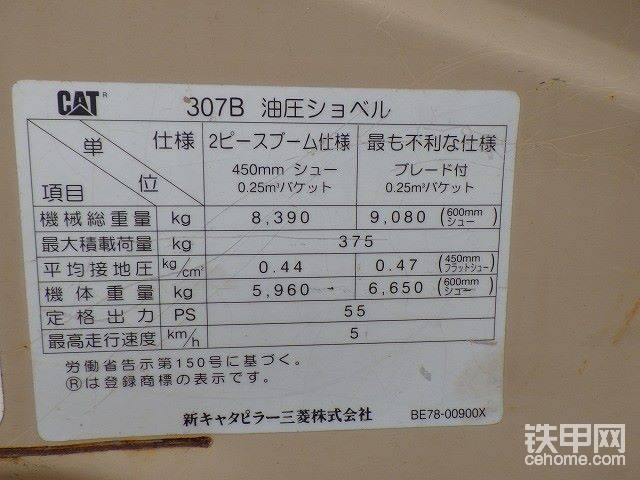 CAT® 307B 油圧ショベル
単位 仕様 項目 2ピースブーム仕様 450mm シュー 0.25m³バケット 最も不利な仕様 ブレード付 0.25m³バケット
機械総重量 kg 8,390 9,080 (600mm シュー)
最大積載荷量 kg 375
平均接地圧 kg/cm² 0.44 0.47 (450mm フラットシュー)
機体重量 kg 5,960 6,650 (600mm シュー)
定格出力 PS 55
最高走行速度 km/h 5
労働省告示第150号に基づく。
Ⓡは登録商標の表示です。
新キャタピラー三菱株式会社 BE78-00900X
铁甲网
cehome.com